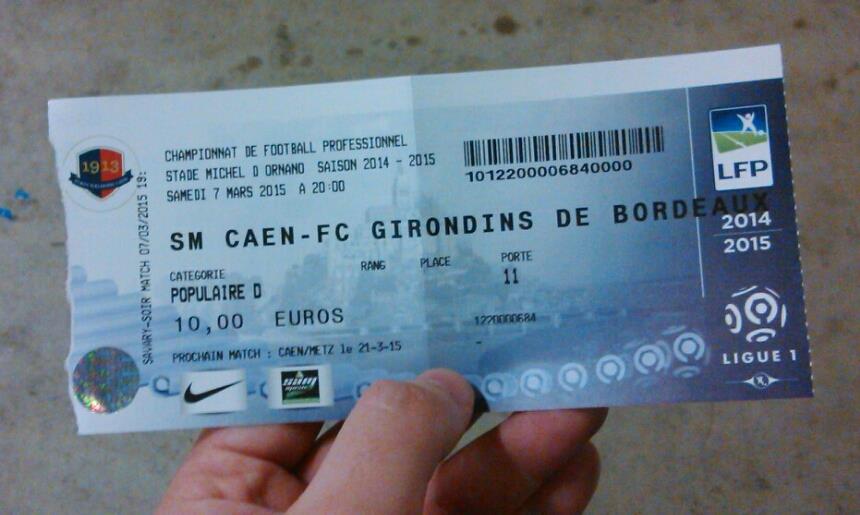 1913
SAVARY-SOIR MATCH 07/03/2015 19:
CHAMPIONNAT DE FOOTBALL PROFESSIONNEL
STADE MICHEL D ORNANO SAISON 2014 - 2015
SAMEDI 7 MARS 2015 A 20:00
1012200006840000
SM CAEN-FC GIRONDINS DE BORDEAUX
CATEGORIE RANG PLACE PORTE
POPULAIRE D 11
10,00 EUROS
1220000684
PROCHAIN MATCH : CAEN/METZ le 21-3-15
-
LFP
2014
2015
LIGUE 1